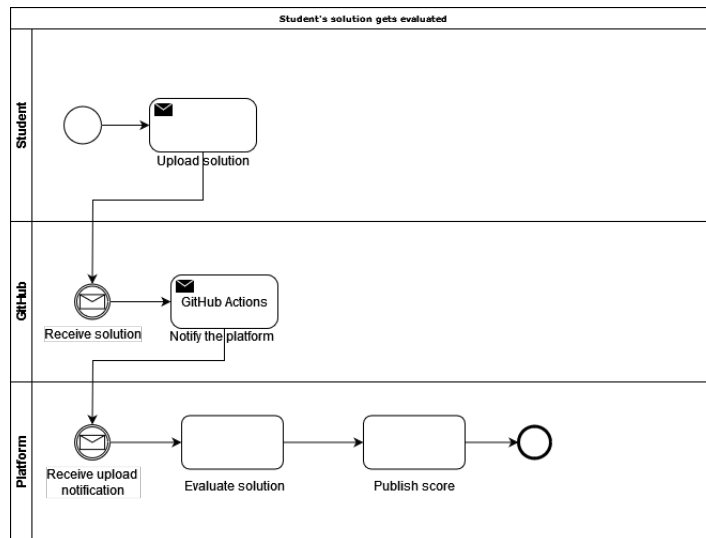 Student's solution gets evaluated
Student
Upload solution
GitHub
GitHub Actions
Receive solution
Notify the platform
Platform
Receive upload
notification
Evaluate solution
Publish score